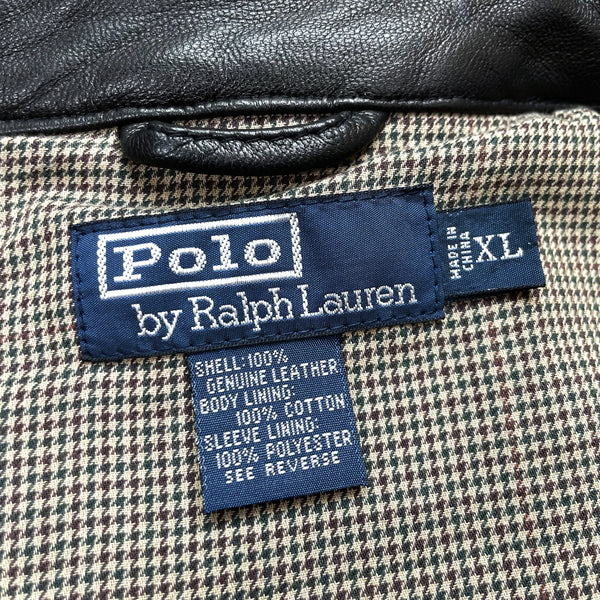 Polo
by Ralph Lauren
MADE IN
CHINA
XL
SHELL:100%
GENUINE LEATHER
BODY LINING:
100% COTTON
SLEEVE LINING:
100% POLYESTER
SEE REVERSE